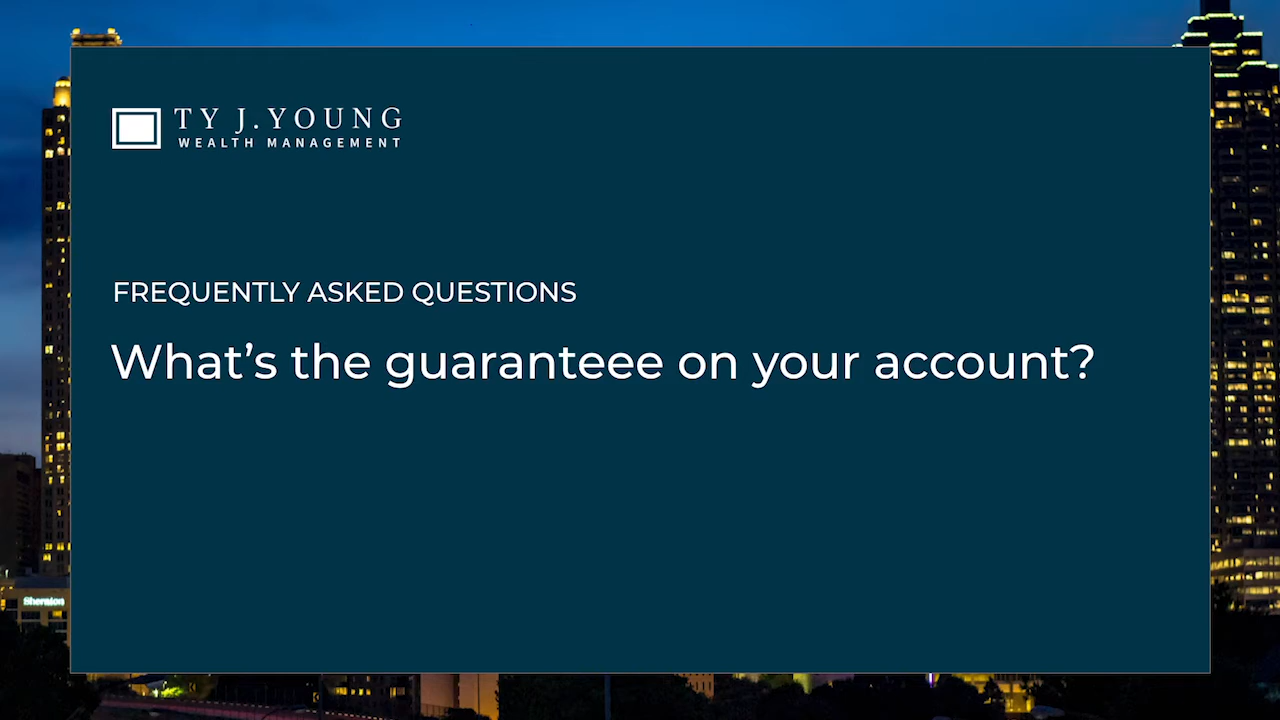 TY J. YOUNG
WEALTH MANAGEMENT
FREQUENTLY ASKED QUESTIONS
What’s the guaranteee on your account?
Sheraton